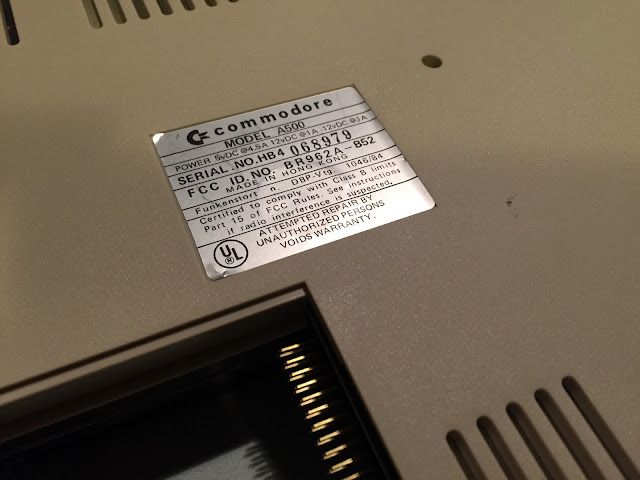 commodore
MODEL A500
POWER 5vDC @4.5A 12vDC @1A .12vDC @.1A
SERIAL .NO.HB4 068979
FCC ID.NO. BR962A-B52
MADE IN HONG KONG
Funkenstort n. DBP-Vtg. 1046/84
Certified to comply with Class B limits
Part 15 of FCC Rules. See instructions
if radio interference is suspected.
ATTEMPTED REPAIR BY
UNAUTHORIZED PERSONS
VOIDS WARRANTY.
UL
®